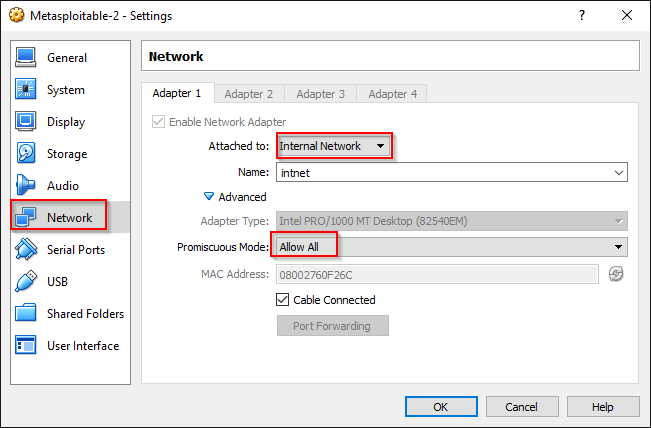 Metasploitable-2 - Settings
General
System
Display
Storage
Audio
Network
Serial Ports
USB
Shared Folders
User Interface
Network
Adapter 1 Adapter 2 Adapter 3 Adapter 4
Enable Network Adapter
Attached to: Internal Network
Name: intnet
Advanced
Adapter Type: Intel PRO/1000 MT Desktop (82540EM)
Promiscuous Mode: Allow All
MAC Address: 08002760F26C
Cable Connected
Port Forwarding
OK Cancel Help